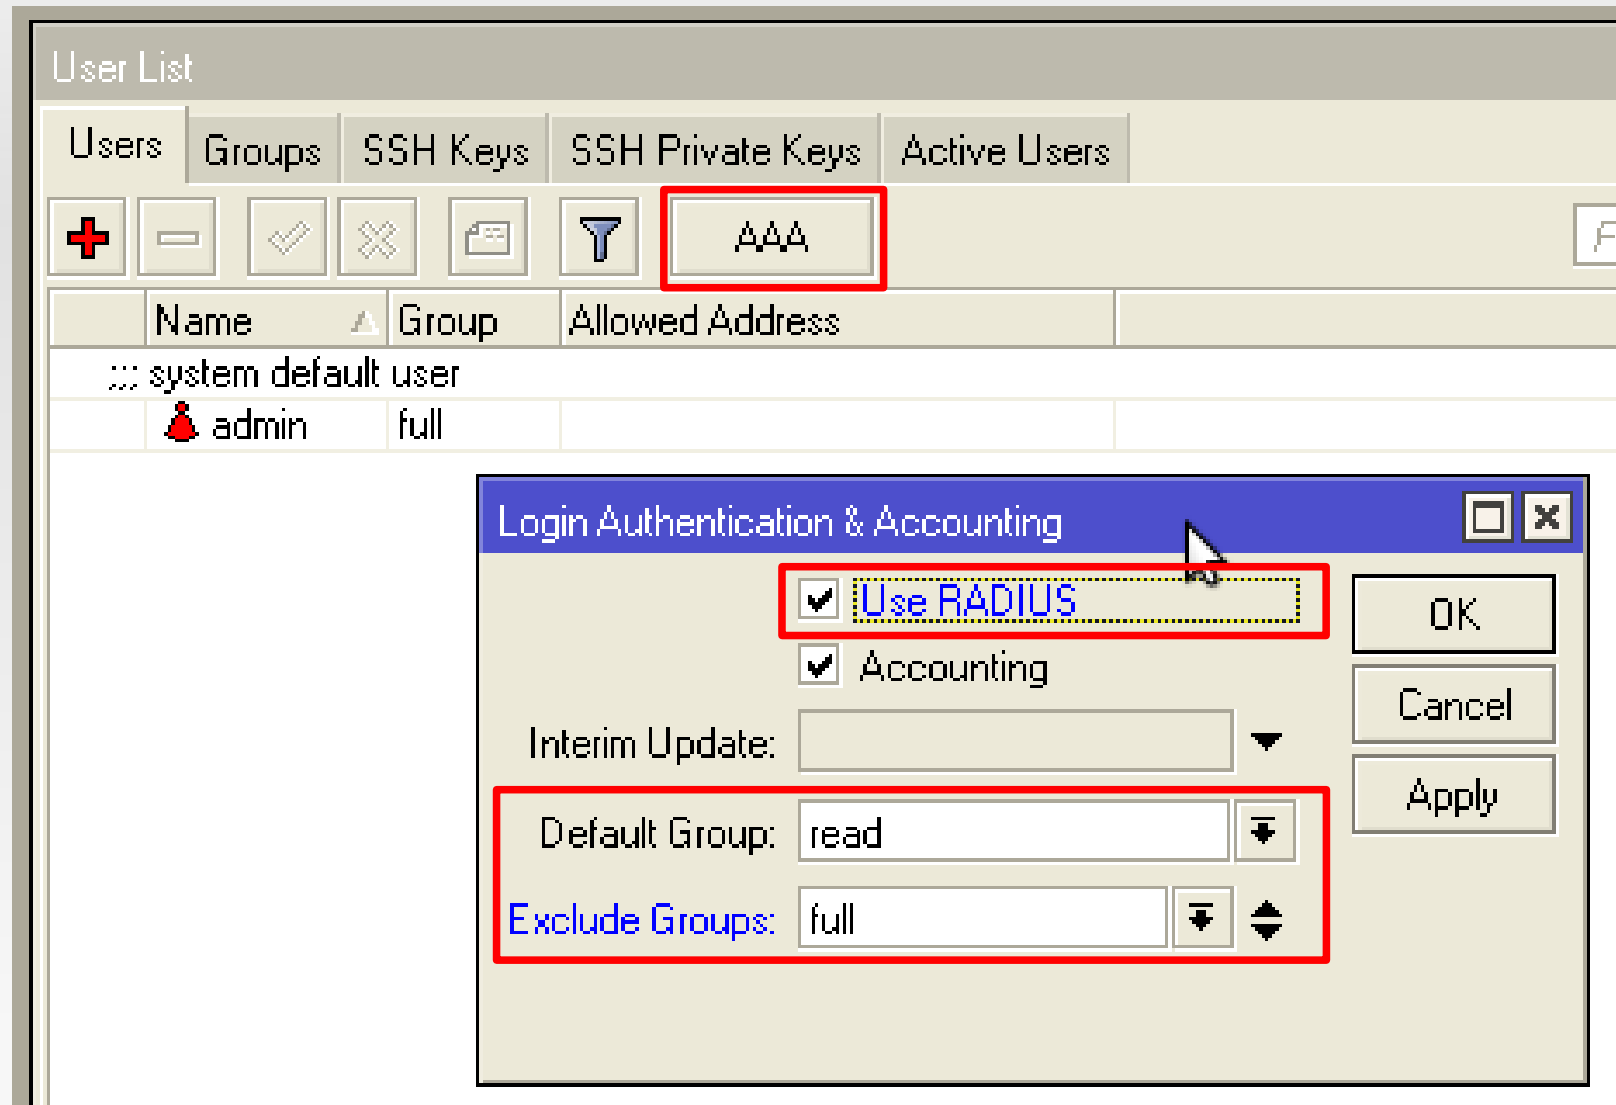 User List
Users Groups SSH Keys SSH Private Keys Active Users
AAA
Name Group Allowed Address
;;; system default user
admin full
Login Authentication & Accounting
Use RADIUS
OK
Accounting
Cancel
Interim Update:
Apply
Default Group: read
Exclude Groups: full